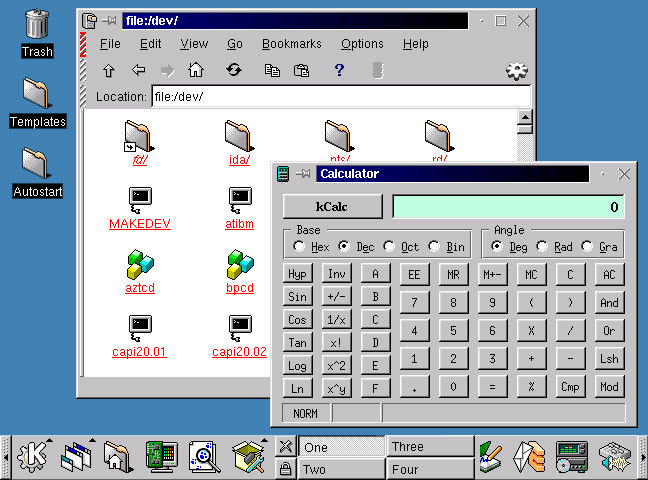 Trash
Templates
Autostart
file:/dev/
File Edit View Go Bookmarks Options Help
?
Location: file:/dev/
fd/ ida/ pts/ rd/
MAKEDEV atibm
aztcd bpcd
capi20.01 capi20.02
Calculator
kCalc 0
Base Angle
Hex Dec Oct Bin Deg Rad Gra
Hyp Inv A EE MR M+- MC C AC
Sin +/- B 7 8 9 ( ) And
Cos 1/x C 4 5 6 X / Or
Tan x! D 1 2 3 + - Lsh
Log x^2 E . 0 = % Cmp Mod
Ln x^y F
NORM
K One Three
Two Four